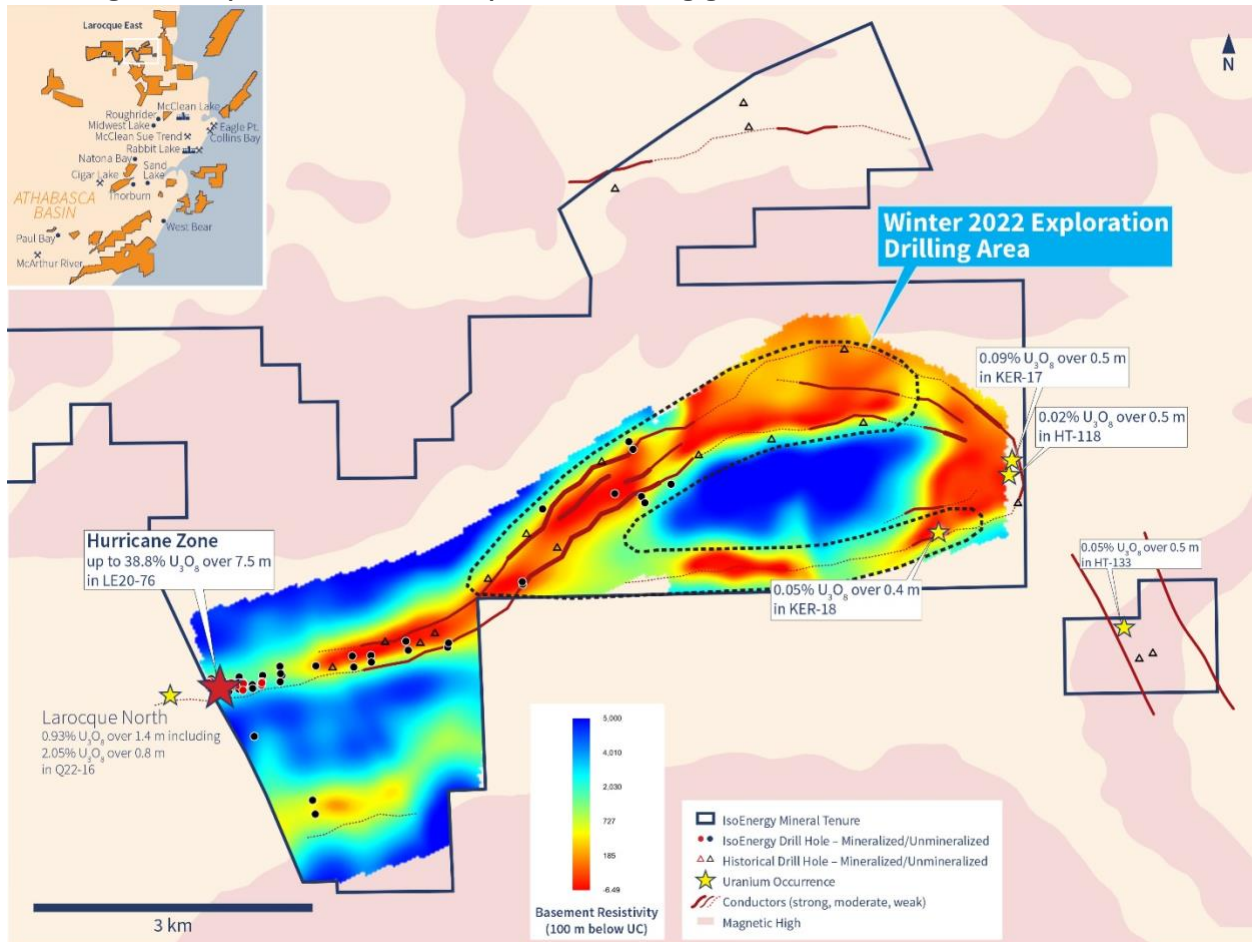 Larocque East
McClean Lake
Roughrider
Midwest Lake
McClean Sue Trend
Eagle Pt.
Collins Bay
Rabbit Lake
Natona Bay
Sand
Lake
Cigar Lake
Thorburn
ATHABASCA
BASIN
West Bear
Paul Bay
McArthur River
N
Winter 2022 Exploration
Drilling Area
0.09% U₃O₈ over 0.5 m
in KER-17
0.02% U₃O₈ over 0.5 m
in HT-118
Hurricane Zone
up to 38.8% U₃O₈ over 7.5 m
in LE20-76
0.05% U₃O₈ over 0.5 m
in HT-133
0.05% U₃O₈ over 0.4 m
in KER-18
Larocque North
0.93% U₃O₈ over 1.4 m including
2.05% U₃O₈ over 0.8 m
in Q22-16
5,000
4,010
2,030
727
185
-6.49
Basement Resistivity
(100 m below UC)
IsoEnergy Mineral Tenure
IsoEnergy Drill Hole – Mineralized/Unmineralized
Historical Drill Hole – Mineralized/Unmineralized
Uranium Occurrence
Conductors (strong, moderate, weak)
Magnetic High
3 km